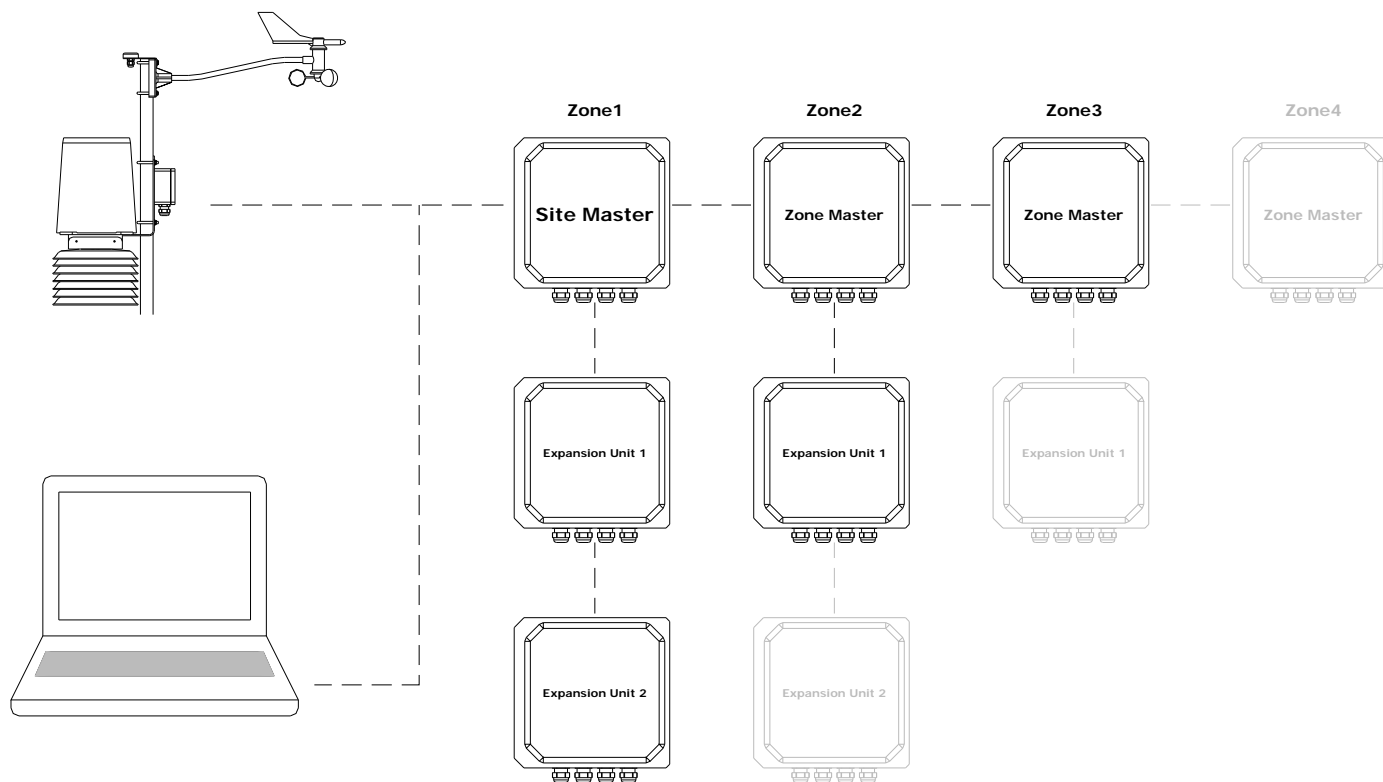 Zone1
Zone2
Zone3
Zone4
Site Master
Zone Master
Zone Master
Zone Master
Expansion Unit 1
Expansion Unit 1
Expansion Unit 1
Expansion Unit 2
Expansion Unit 2